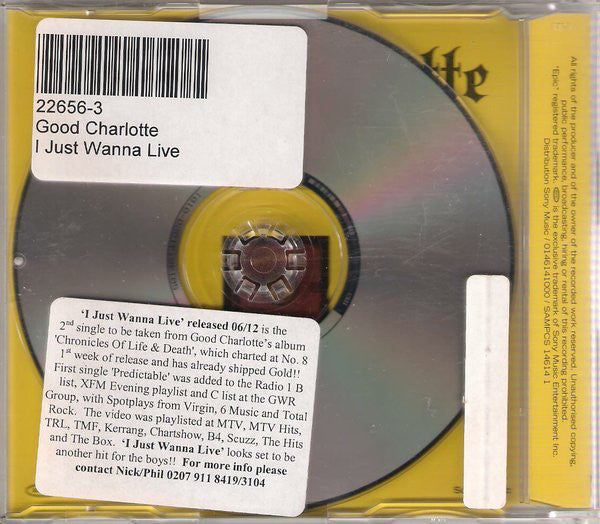 22656-3
Good Charlotte
I Just Wanna Live
tte
'I Just Wanna Live' released 06/12 is the
2nd single to be taken from Good Charlotte's album
'Chronicles Of Life & Death', which charted at No. 8
1st week of release and has already shipped Gold!!
First single 'Predictable' was added to the Radio 1 B
list, XFM Evening playlist and C list at the GWR
Group, with Spotplays from Virgin, 6 Music and Total
Rock. The video was playlisted at MTV, MTV Hits,
TRL, TMF, Kerrang, Chartshow, B4, Scuzz, The Hits
and The Box. 'I Just Wanna Live' looks set to be
another hit for the boys!! For more info please
contact Nick/Phil 0207 911 8419/3104
All rights of the producer and of the owner of the recorded work reserved. Unauthorised copying,
public performance, broadcasting, hiring or rental of this recording prohibited.
'Epic' registered trademark. epic is the exclusive trademark of Sony Music Entertainment Inc.
Distribution Sony Music / 0146141000 / SAMPCS 14614 1